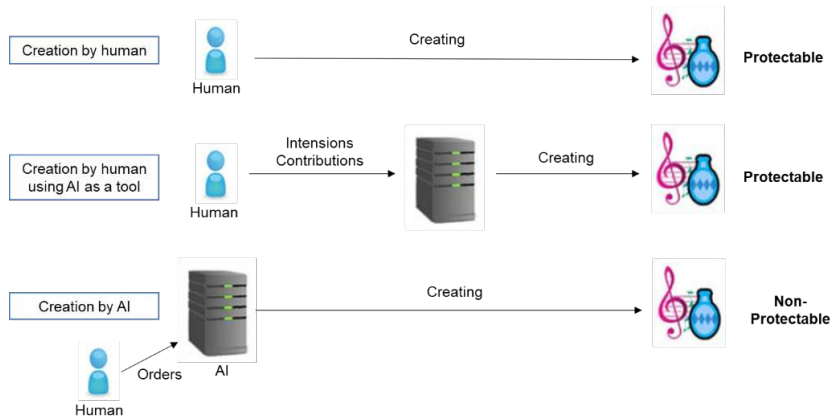 Creation by human
Human
Creating
Protectable
Creation by human
using AI as a tool
Human
Intensions
Contributions
Creating
Protectable
Creation by AI
Human
Orders
AI
Creating
Non-
Protectable